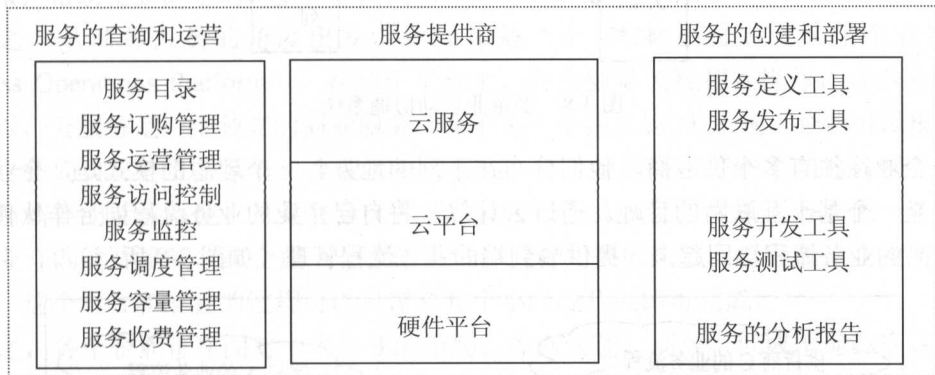 服务的查询和运营
服务目录
服务订购管理
服务运营管理
服务访问控制
服务监控
服务调度管理
服务容量管理
服务收费管理
服务提供商
云服务
云平台
硬件平台
服务的创建和部署
服务定义工具
服务发布工具
服务开发工具
服务测试工具
服务的分析报告